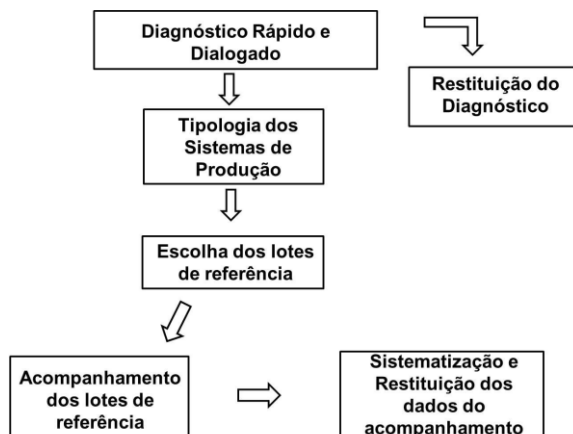 Diagnóstico Rápido e
Dialogado
Restituição do
Diagnóstico
Tipologia dos
Sistemas de
Produção
Escolha dos lotes
de referência
Acompanhamento
dos lotes de
referência
Sistematização e
Restituição dos
dados do
acompanhamento